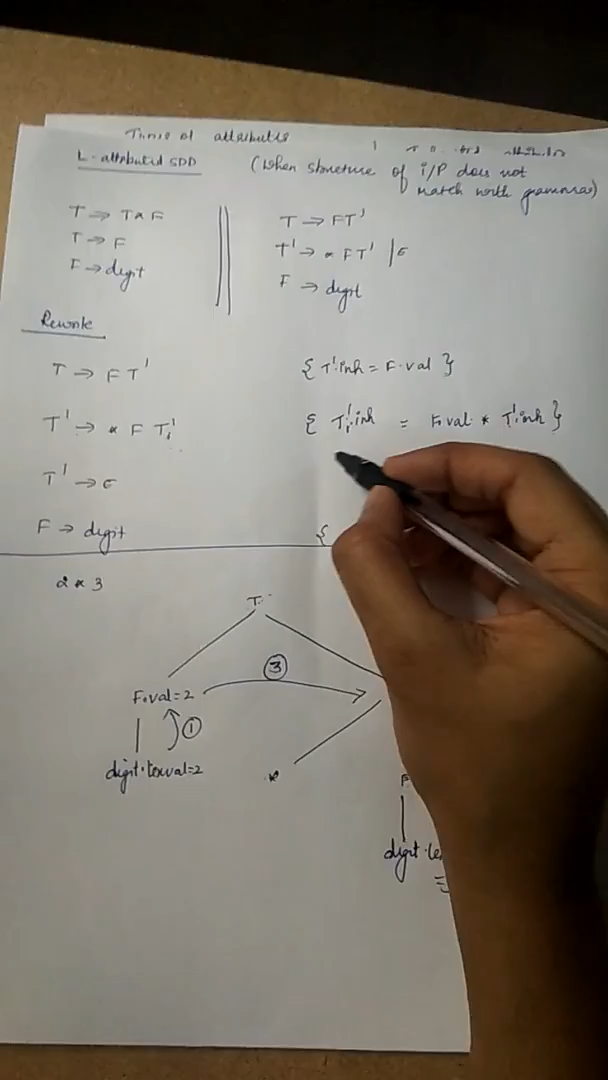 Types of attributes
L-attributed SDD (When structure of i/P does not match with grammar)
T → T * F
T → F
F → digit
T → FT'
T' → * FT' | ε
F → digit
Rework
T → F T' { T'.inh = F.val }
T' → * F T₁' { T₁'.inh = F.val * T'.inh }
T' → ε
F → digit {
2 * 3
T
F.val = 2
③
①
digit.lexval=2
*
F
digit.le